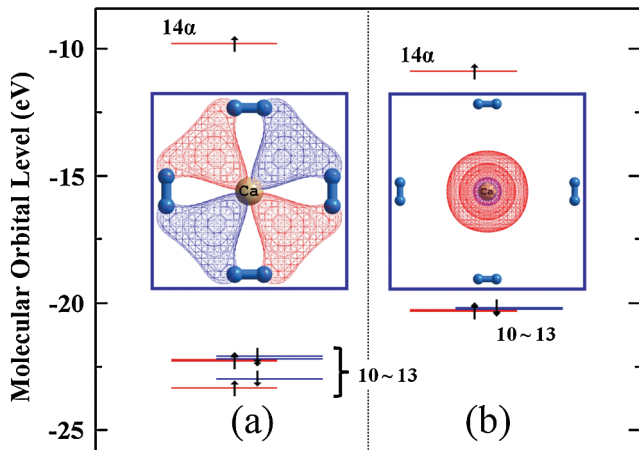 Molecular Orbital Level (eV)
-10
-15
-20
-25
14α
14α
Ca
Ca
10~13
10~13
(a)
(b)